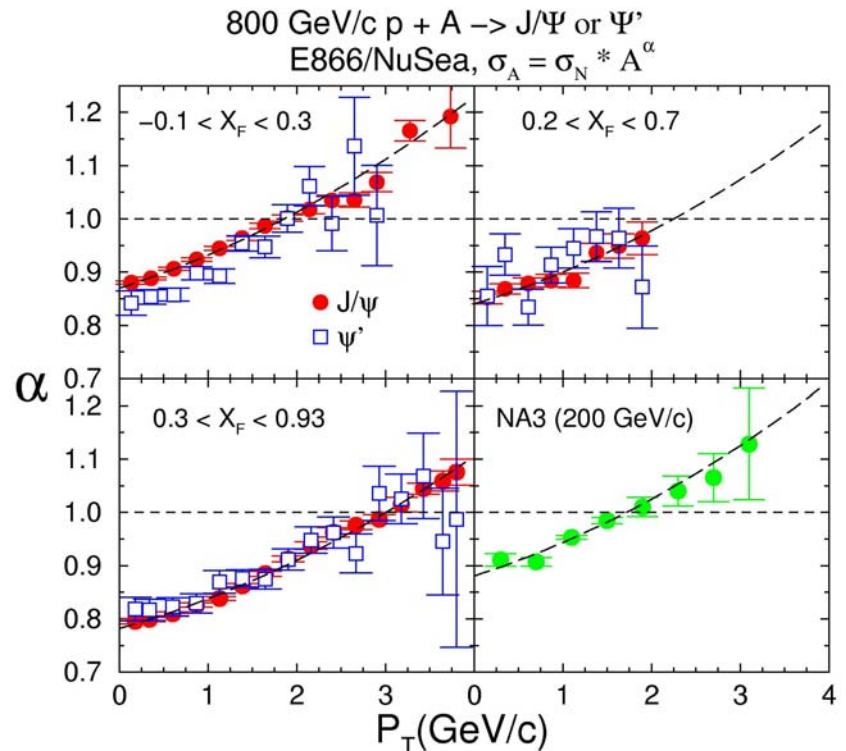 800 GeV/c p + A -> J/Ψ or Ψ’
E866/NuSea, σ_A = σ_N * A^α
−0.1 < X_F < 0.3
0.2 < X_F < 0.7
1.2
1.1
1.0
0.9
0.8
0.7
J/ψ
ψ’
α
0.3 < X_F < 0.93
NA3 (200 GeV/c)
1.2
1.1
1.0
0.9
0.8
0.7
0 1 2 3 0 1 2 3 4
P_T(GeV/c)